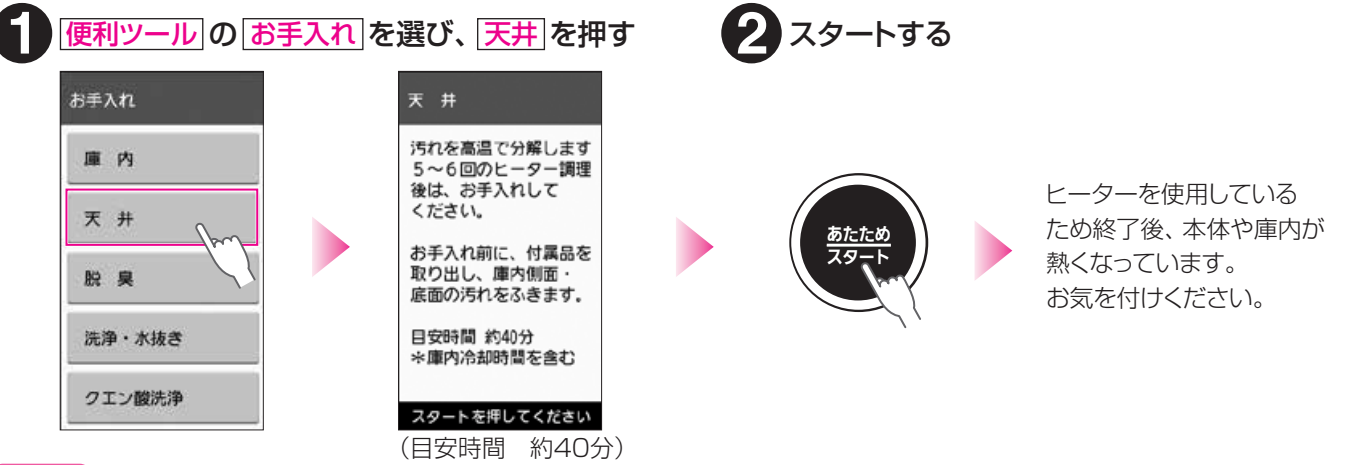 1 便利ツール の お手入れ を選び、 天井 を押す
お手入れ
庫 内
天 井
脱 臭
洗浄・水抜き
クエン酸洗浄
天 井
汚れを高温で分解します
5〜6回のヒーター調理
後は、お手入れして
ください。
お手入れ前に、付属品を
取り出し、庫内側面・
底面の汚れをふきます。
目安時間 約40分
＊庫内冷却時間を含む
スタートを押してください
(目安時間 約40分)
2 スタートする
あたため
スタート
ヒーターを使用している
ため終了後、本体や庫内が
熱くなっています。
お気を付けください。